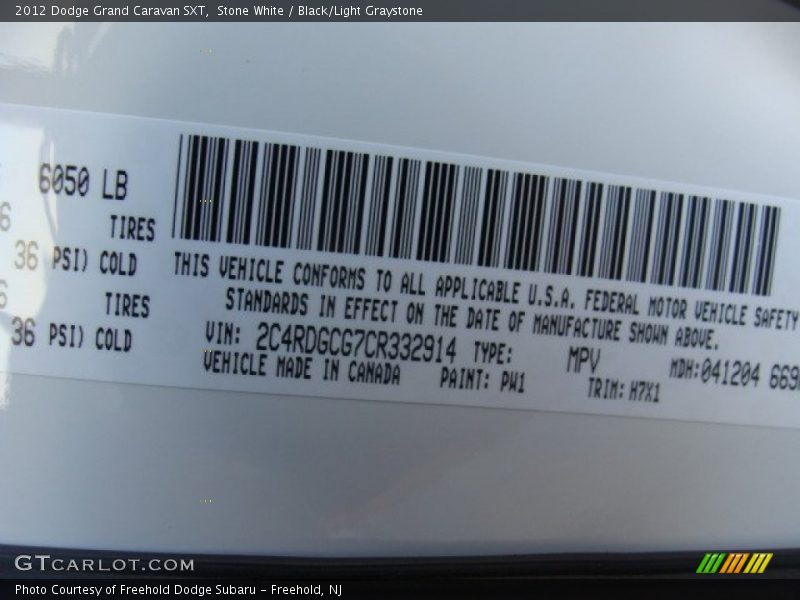 2012 Dodge Grand Caravan SXT,  Stone White / Black/Light Graystone
6050 LB
TIRES
36 PSI) COLD
TIRES
36 PSI) COLD
THIS VEHICLE CONFORMS TO ALL APPLICABLE U.S.A. FEDERAL MOTOR VEHICLE SAFETY
STANDARDS IN EFFECT ON THE DATE OF MANUFACTURE SHOWN ABOVE.
VIN: 2C4RDGCG7CR332914 TYPE: MPV MDH:041204 669
VEHICLE MADE IN CANADA PAINT: PW1 TRIM: H7X1
GTCARLOT.COM
Photo Courtesy of Freehold Dodge Subaru - Freehold, NJ